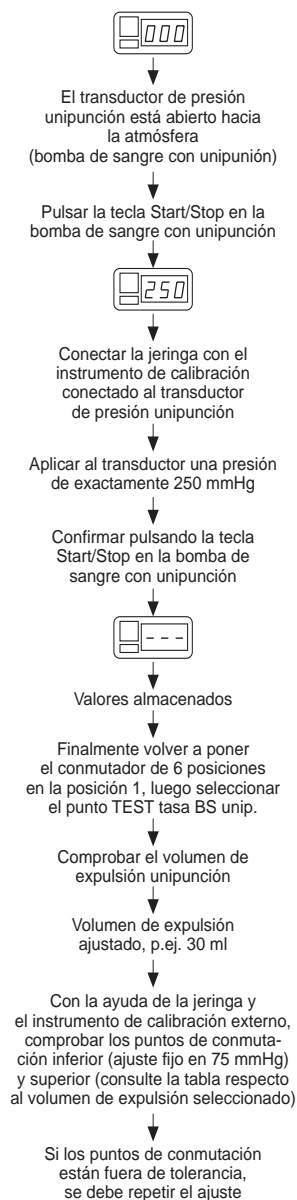 000
El transductor de presión
unipunción está abierto hacia
la atmósfera
(bomba de sangre con unipunión)
Pulsar la tecla Start/Stop en la
bomba de sangre con unipunción
250
Conectar la jeringa con el
instrumento de calibración
conectado al transductor
de presión unipunción
Aplicar al transductor una presión
de exactamente 250 mmHg
Confirmar pulsando la tecla
Start/Stop en la bomba de
sangre con unipunción
- - -
Valores almacenados
Finalmente volver a poner
el conmutador de 6 posiciones
en la posición 1, luego seleccionar
el punto TEST tasa BS unip.
Comprobar el volumen de
expulsión unipunción
Volumen de expulsión
ajustado, p.ej. 30 ml
Con la ayuda de la jeringa y
el instrumento de calibración externo,
comprobar los puntos de conmuta-
ción inferior (ajuste fijo en 75 mmHg)
y superior (consulte la tabla respecto
al volumen de expulsión seleccionado)
Si los puntos de conmutación
están fuera de tolerancia,
se debe repetir el ajuste